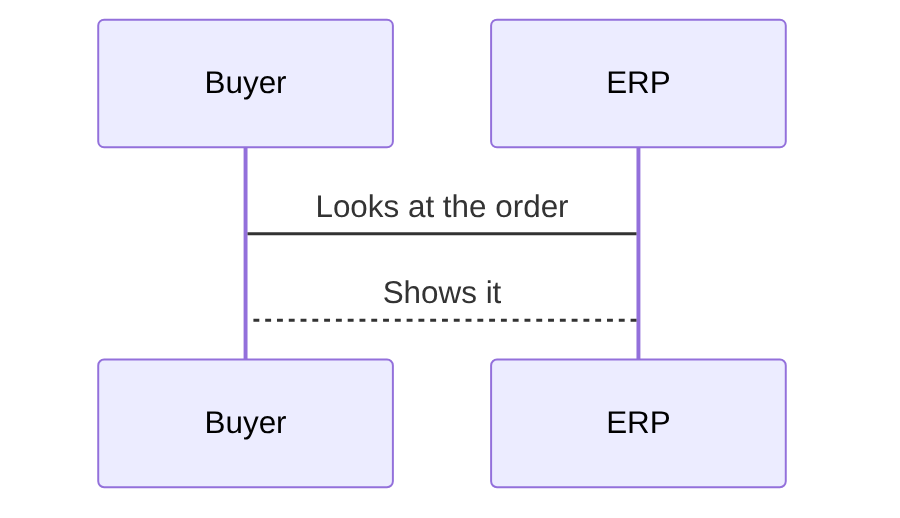 Buyer
ERP
Looks at the order
Shows it
Buyer
ERP